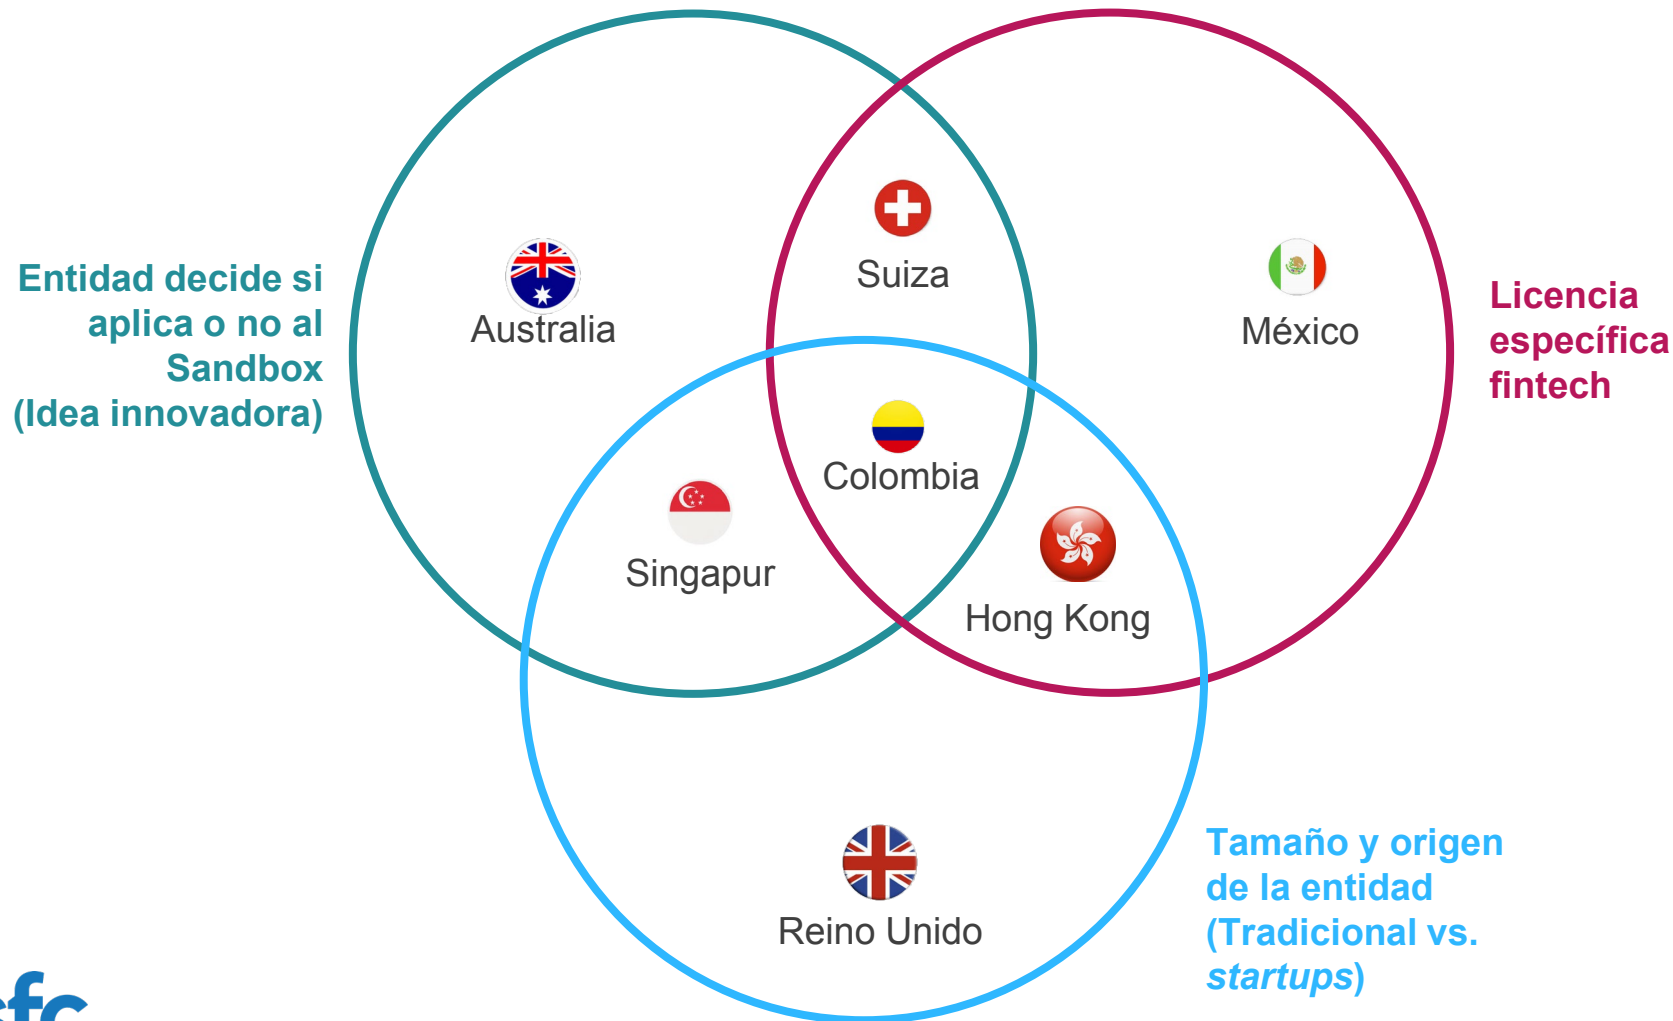 Entidad decide si
aplica o no al
Sandbox
(Idea innovadora)
Australia
Suiza
México
Licencia
específica
fintech
Colombia
Singapur
Hong Kong
Reino Unido
Tamaño y origen
de la entidad
(Tradicional vs.
startups)
sfc